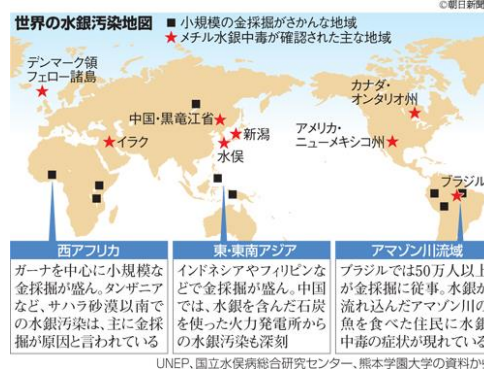 ©朝日新聞
世界の水銀汚染地図
■ 小規模の金採掘がさかんな地域
★ メチル水銀中毒が確認された主な地域
デンマーク領
フェロー諸島
カナダ・
オンタリオ州
中国・黒竜江省
新潟
イラク
水俣
アメリカ・
ニューメキシコ州
ブラジル
西アフリカ
ガーナを中心に小規模な
金採掘が盛ん。タンザニア
など、サハラ砂漠以南で
の水銀汚染は、主に金採
掘が原因と言われている
東・東南アジア
インドネシアやフィリピンな
どで金採掘が盛ん。中国
では、水銀を含んだ石炭
を使った火力発電所から
の水銀汚染も深刻
アマゾン川流域
ブラジルでは50万人以上
が金採掘に従事。水銀が
流れ込んだアマゾン川の
魚を食べた住民に水銀
中毒の症状が現れている
UNEP、国立水俣病総合研究センター、熊本学園大学の資料から